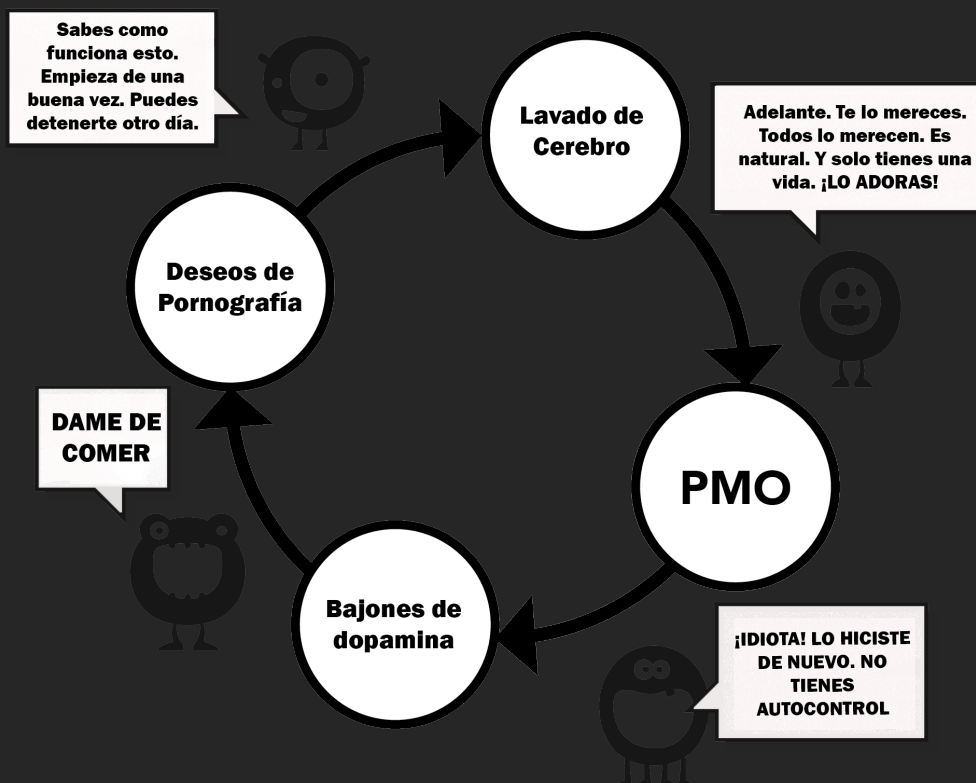 Sabes como
funciona esto.
Empieza de una
buena vez. Puedes
detenerte otro día.
Lavado de
Cerebro
Adelante. Te lo mereces.
Todos lo merecen. Es
natural. Y solo tienes una
vida. ¡LO ADORAS!
Deseos de
Pornografía
DAME DE
COMER
PMO
Bajones de
dopamina
¡IDIOTA! LO HICISTE
DE NUEVO. NO
TIENES
AUTOCONTROL